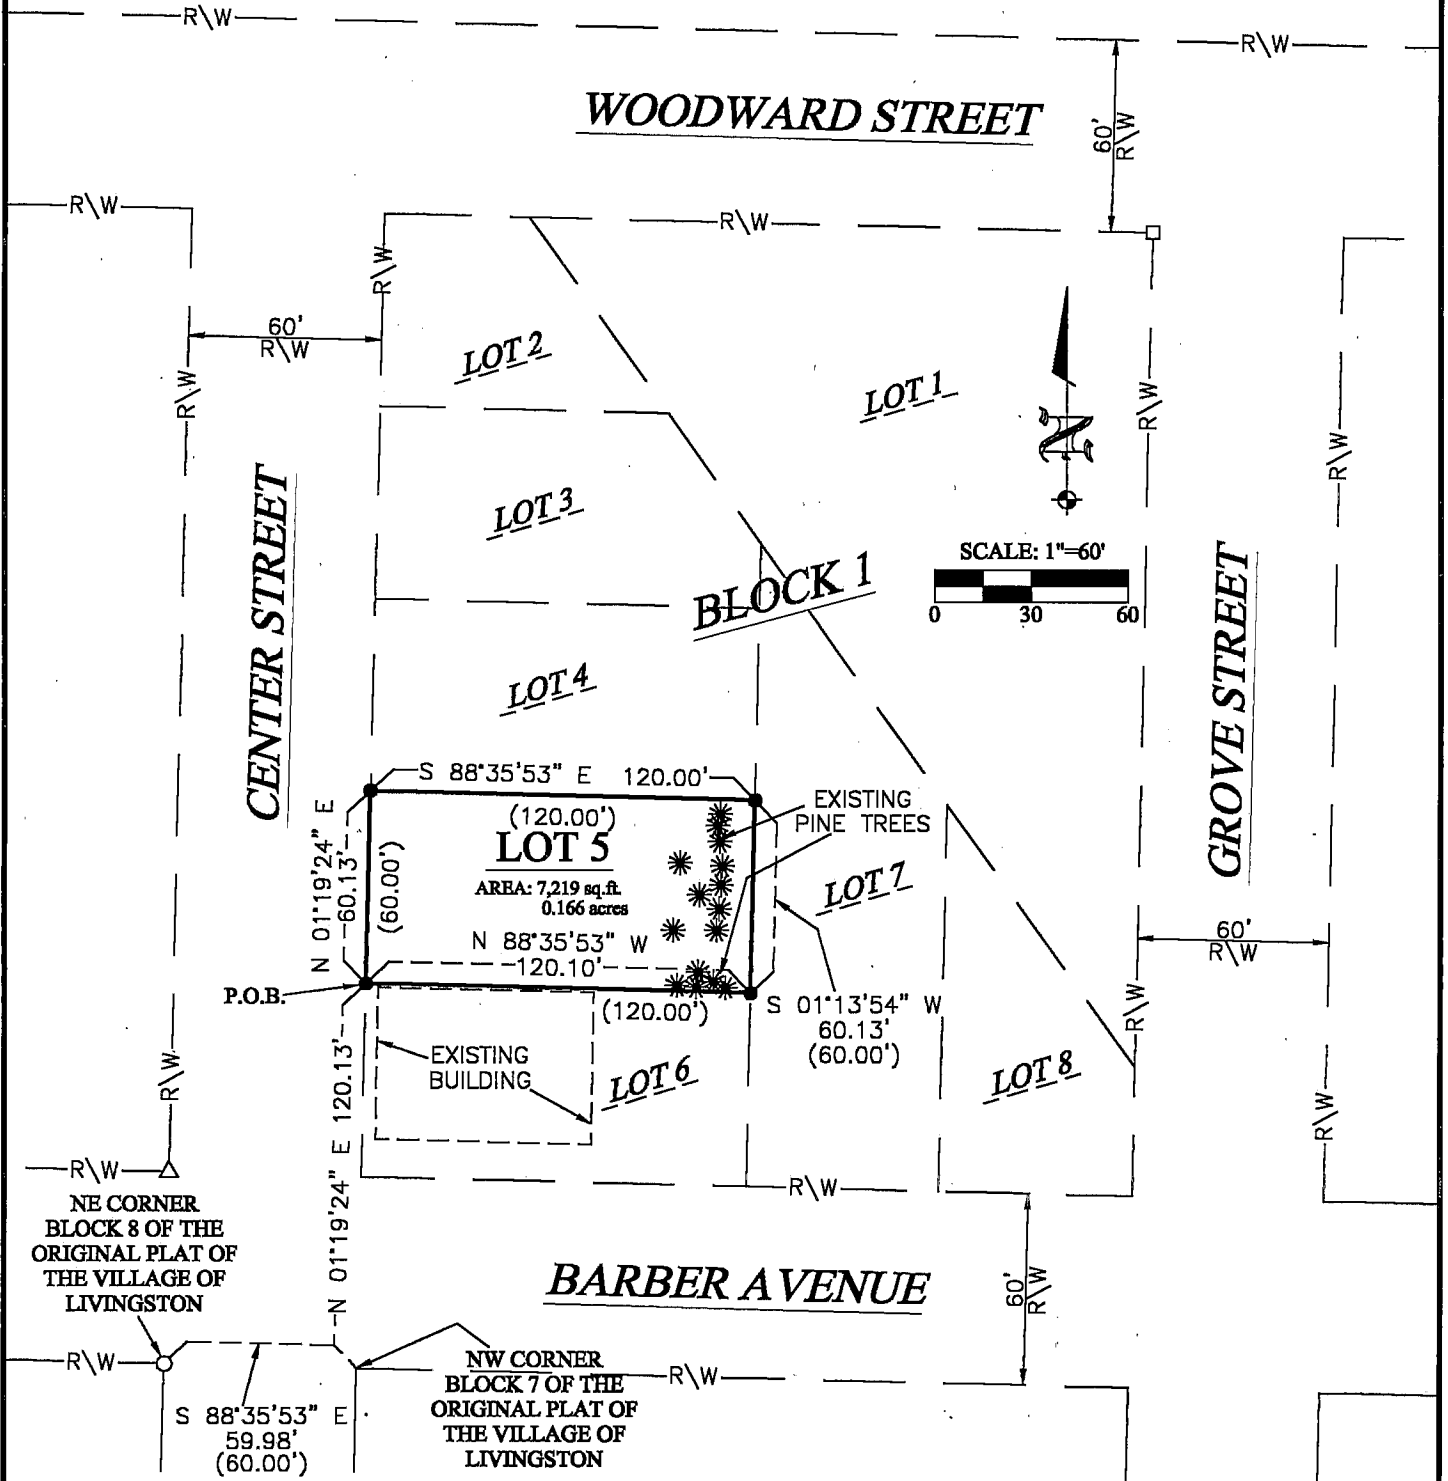 R\W
R\W
WOODWARD STREET
60'
R\W
R\W
R\W
R\W
60'
R\W
R\W
R\W
R\W
LOT 2
LOT 1
N
LOT 3
SCALE: 1"=60'
0 30 60
BLOCK 1
CENTER STREET
GROVE STREET
LOT 4
S 88°35'53" E 120.00'
(120.00')
EXISTING
PINE TREES
LOT 5
AREA: 7,219 sq.ft.
0.166 acres
N 01°19'24" E
60.13'
(60.00')
N 88°35'53" W
120.10'
(120.00')
LOT 7
60'
R\W
P.O.B.
S 01°13'54" W
60.13'
(60.00')
R\W
EXISTING
BUILDING
LOT 6
LOT 8
R\W
R\W
N 01°19'24" E 120.13'
R\W
R\W
NE CORNER
BLOCK 8 OF THE
ORIGINAL PLAT OF
THE VILLAGE OF
LIVINGSTON
BARBER AVENUE
60'
R\W
R\W
R\W
NW CORNER
BLOCK 7 OF THE
ORIGINAL PLAT OF
THE VILLAGE OF
LIVINGSTON
S 88°35'53" E
59.98'
(60.00')